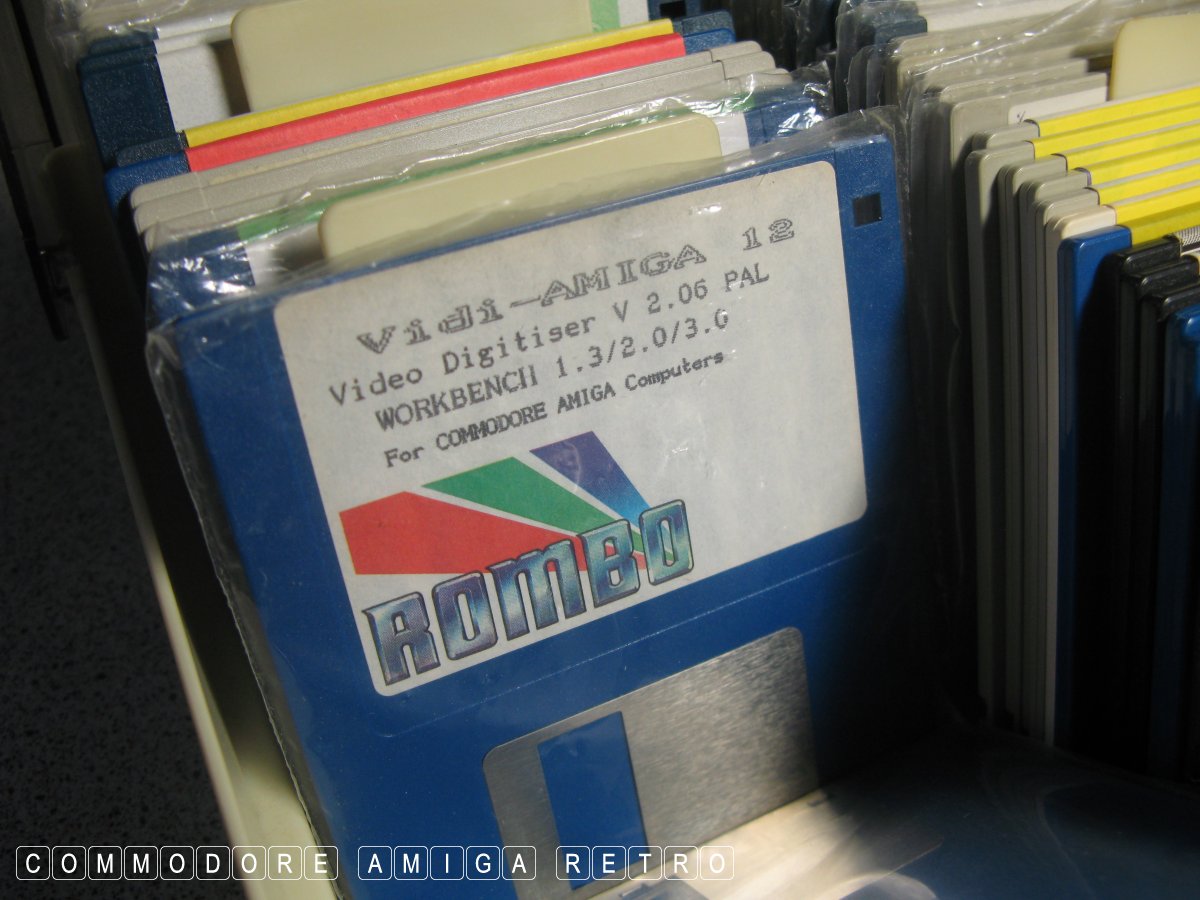 Vidi-AMIGA 12
Video Digitiser V 2.06 PAL
WORKBENCH 1.3/2.0/3.0
For COMMODORE AMIGA Computers
ROMBO
COMMODORE AMIGA RETRO